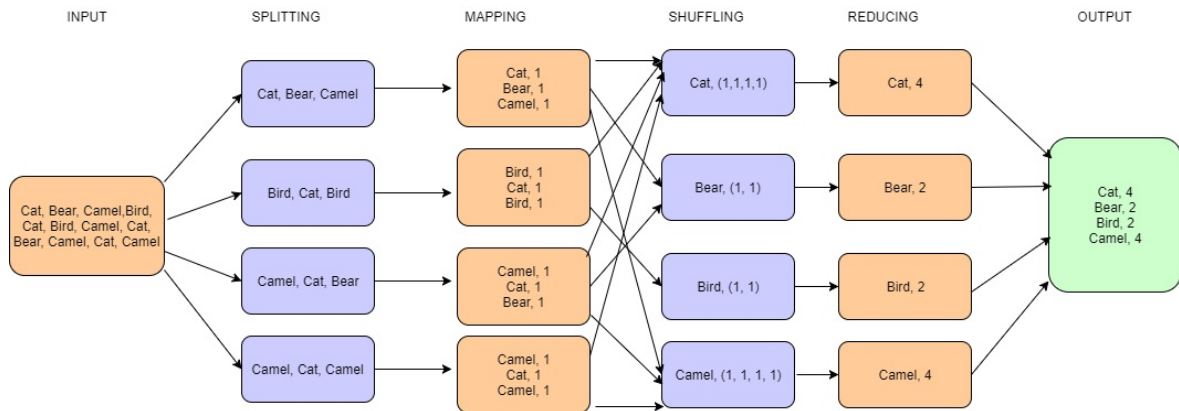 INPUT
SPLITTING
MAPPING
SHUFFLING
REDUCING
OUTPUT
Cat, Bear, Camel,Bird,
Cat, Bird, Camel, Cat,
Bear, Camel, Cat, Camel
Cat, Bear, Camel
Bird, Cat, Bird
Camel, Cat, Bear
Camel, Cat, Camel
Cat, 1
Bear, 1
Camel, 1
Bird, 1
Cat, 1
Bird, 1
Camel, 1
Cat, 1
Bear, 1
Camel, 1
Cat, 1
Camel, 1
Cat, (1,1,1,1)
Bear, (1, 1)
Bird, (1, 1)
Camel, (1, 1, 1, 1)
Cat, 4
Bear, 2
Bird, 2
Camel, 4
Cat, 4
Bear, 2
Bird, 2
Camel, 4